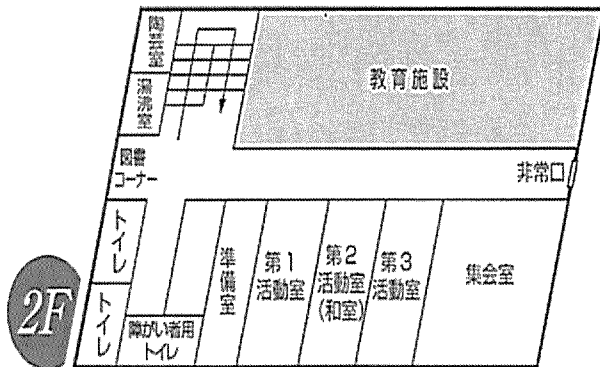 陶芸室
教育施設
湯沸室
図書
コーナー
非常口
トイレ
準備室
第1
活動室
第2
活動室
(和室)
第3
活動室
集会室
2F
トイレ
障がい者用
トイレ